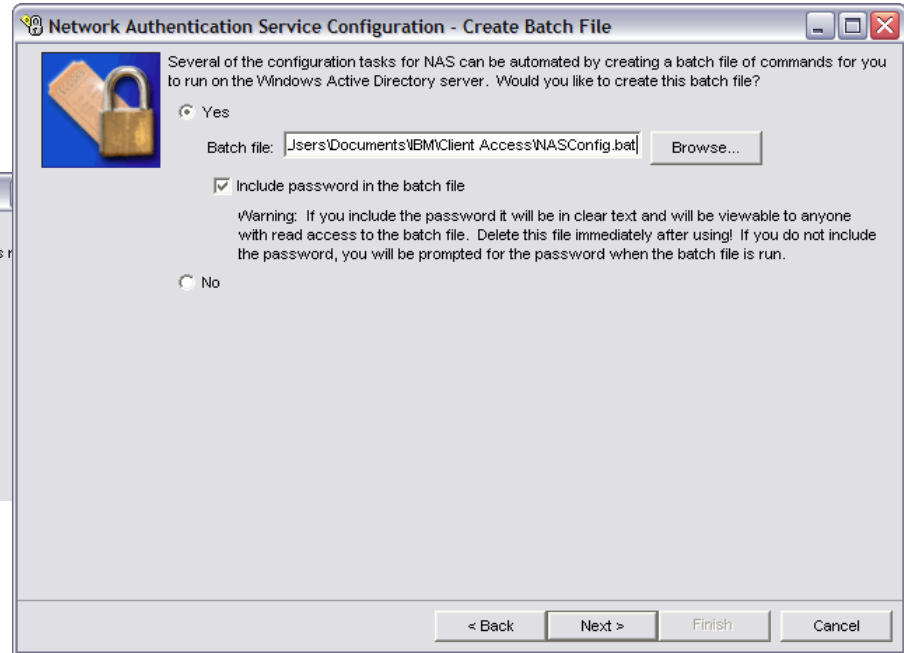 Network Authentication Service Configuration - Create Batch File
Several of the configuration tasks for NAS can be automated by creating a batch file of commands for you
to run on the Windows Active Directory server. Would you like to create this batch file?
Yes
Batch file: Jsers\Documents\IBM\Client Access\NASConfig.bat Browse...
Include password in the batch file
Warning: If you include the password it will be in clear text and will be viewable to anyone
with read access to the batch file. Delete this file immediately after using! If you do not include
the password, you will be prompted for the password when the batch file is run.
No
< Back Next > Finish Cancel